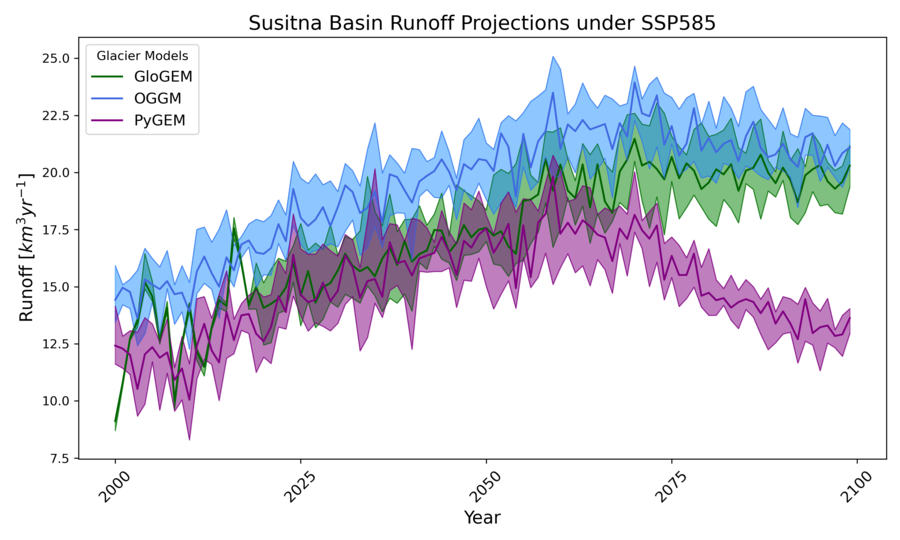 Susitna Basin Runoff Projections under SSP585
Runoff [km³yr⁻¹]
25.0
22.5
20.0
17.5
15.0
12.5
10.0
7.5
Glacier Models
GloGEM
OGGM
PyGEM
2000
2025
2050
2075
2100
Year